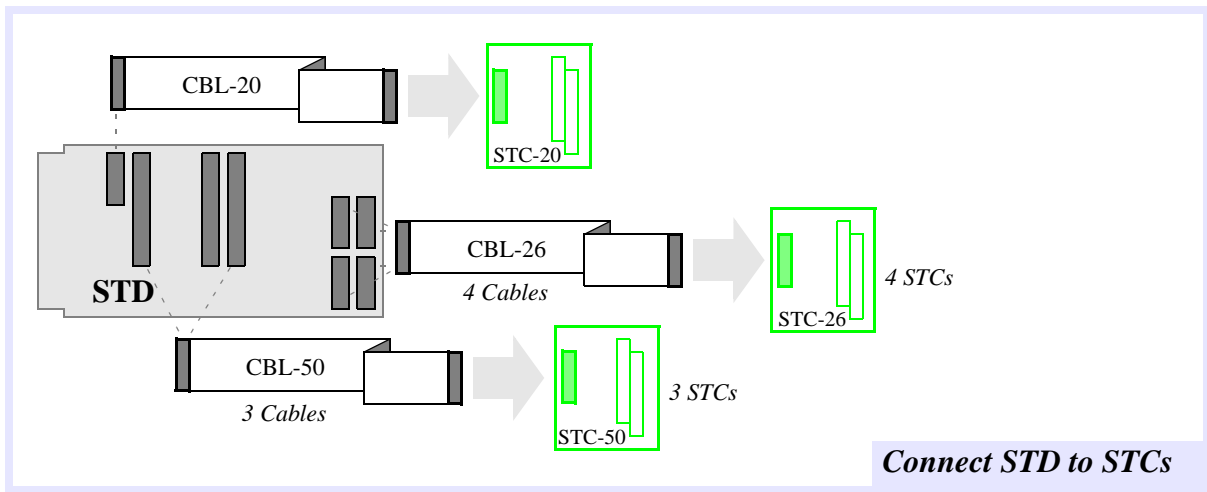 CBL-20
STC-20
STD
CBL-26
4 Cables
STC-26
4 STCs
CBL-50
3 Cables
STC-50
3 STCs
Connect STD to STCs